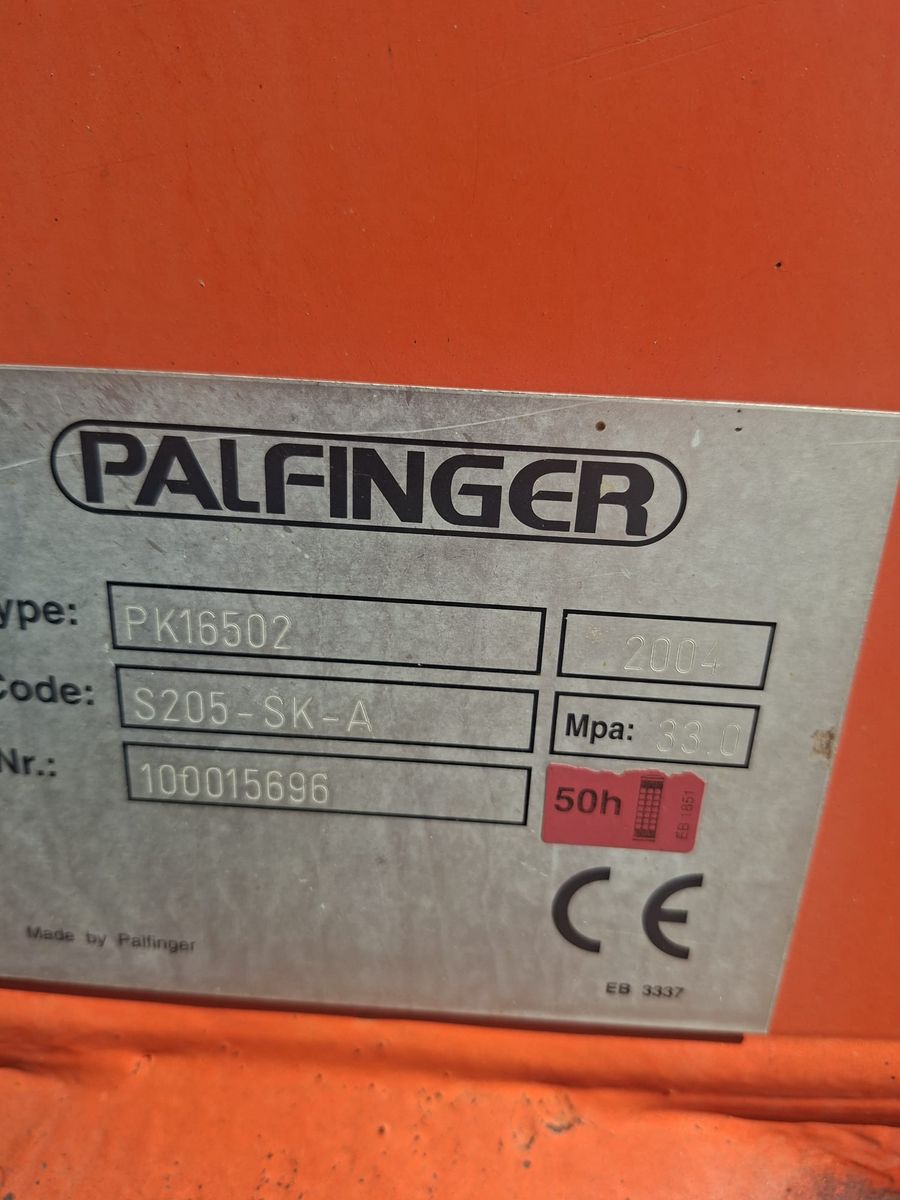 PALFINGER
ype: PK16502 2004
Code: S205-SK-A Mpa: 33.0
Nr.: 100015696
50h EB 1851
CE
Made by Palfinger
EB 3337